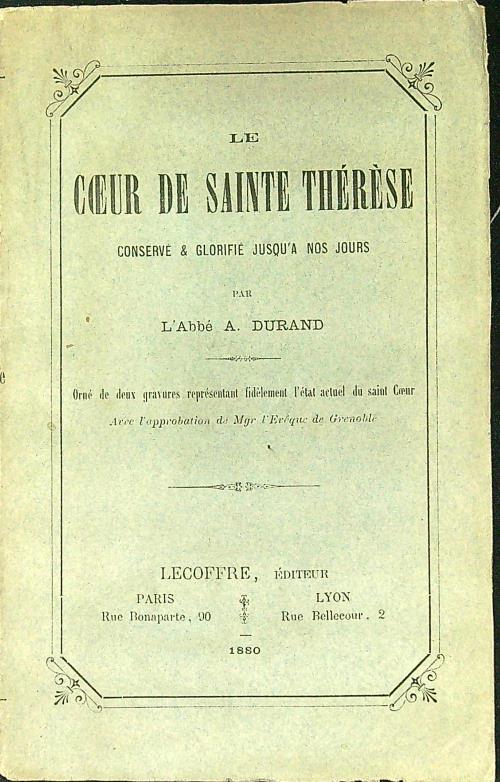 LE
CŒUR DE SAINTE THÉRÈSE
CONSERVÉ & GLORIFIÉ JUSQU'A NOS JOURS
PAR
L'Abbé A. DURAND
Orné de deux gravures représentant fidèlement l'état actuel du saint Cœur
Avec l'approbation de Mgr l'Evêque de Grenoble
LECOFFRE, ÉDITEUR
PARIS
Rue Bonaparte, 90
LYON
Rue Bellecour, 2
1880